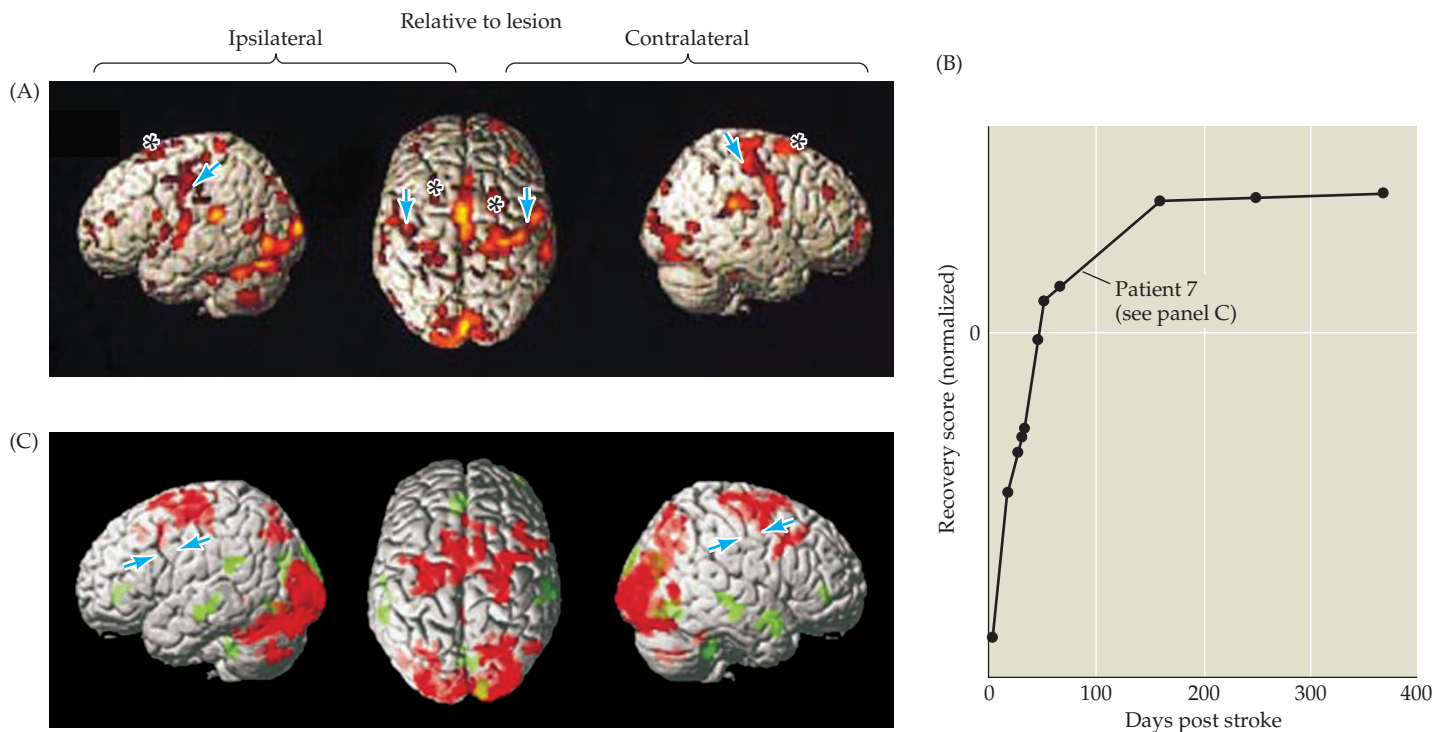 Relative to lesion
Ipsilateral
Contralateral
(A)
(B)
Recovery score (normalized)
0
Patient 7
(see panel C)
0
100
200
300
400
Days post stroke
(C)